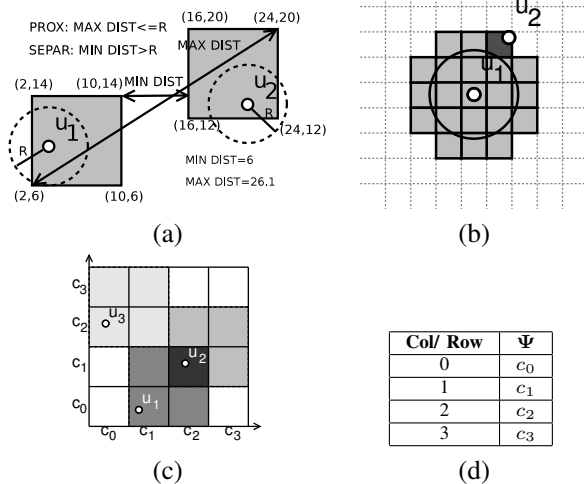 PROX: MAX DIST<=R
SEPAR: MIN DIST>R
(16,20)
(24,20)
MAX DIST
(2,14)
(10,14)
MIN DIST
u2
u1
R
R
(16,12)
(24,12)
(2,6)
(10,6)
MIN DIST=6
MAX DIST=26.1
(a)
u2
u1
(b)
c3
c2
c1
c0
u3
u2
u1
c0 c1 c2 c3
(c)
Col/ Row Ψ
0 c0
1 c1
2 c2
3 c3
(d)